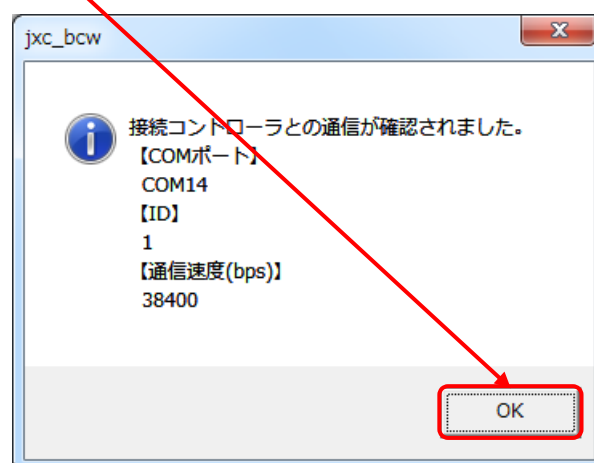 jxc_bcw
接続コントローラとの通信が確認されました。
【COMポート】
COM14
【ID】
1
【通信速度(bps)】
38400
OK